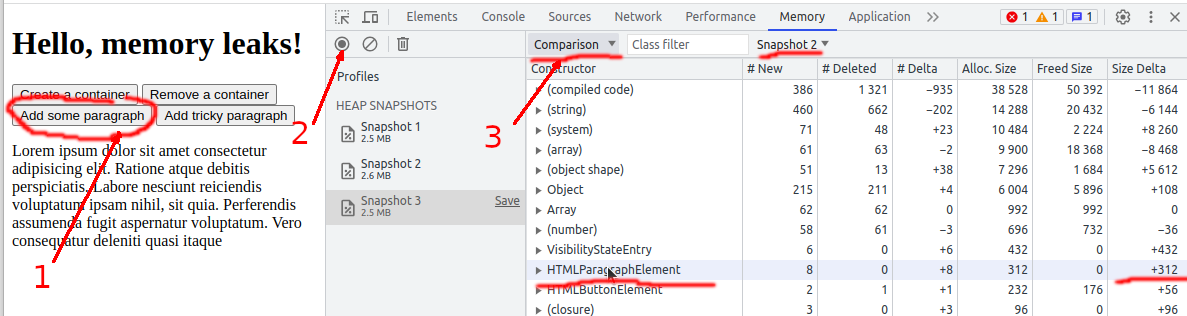 Elements Console Sources Network Performance Memory Application 1 1 1
Hello, memory leaks!
Comparison Class filter Snapshot 2
Create a container Remove a container
Add some paragraph Add tricky paragraph
Lorem ipsum dolor sit amet consectetur
adipisicing elit. Ratione atque debitis
perspiciatis. Labore nesciunt reiciendis
voluptatum ipsam nihil, sit quia. Perferendis
assumenda fugit aspernatur voluptatum. Vero
consequatur deleniti quasi itaque
1
2
3
Profiles
HEAP SNAPSHOTS
Snapshot 1
2.5 MB
Snapshot 2
2.6 MB
Snapshot 3 Save
2.5 MB
Constructor # New # Deleted # Delta Alloc. Size Freed Size Size Delta
(compiled code) 386 1 321 −935 38 528 50 392 −11 864
(string) 460 662 −202 14 288 20 432 −6 144
(system) 71 48 +23 10 484 2 224 +8 260
(array) 61 63 −2 9 900 18 368 −8 468
(object shape) 51 13 +38 7 296 1 684 +5 612
Object 215 211 +4 6 004 5 896 +108
Array 62 62 0 992 992 0
(number) 58 61 −3 696 732 −36
VisibilityStateEntry 6 0 +6 432 0 +432
HTMLParagraphElement 8 0 +8 312 0 +312
HTMLButtonElement 2 1 +1 232 176 +56
(closure) 3 0 +3 96 0 +96